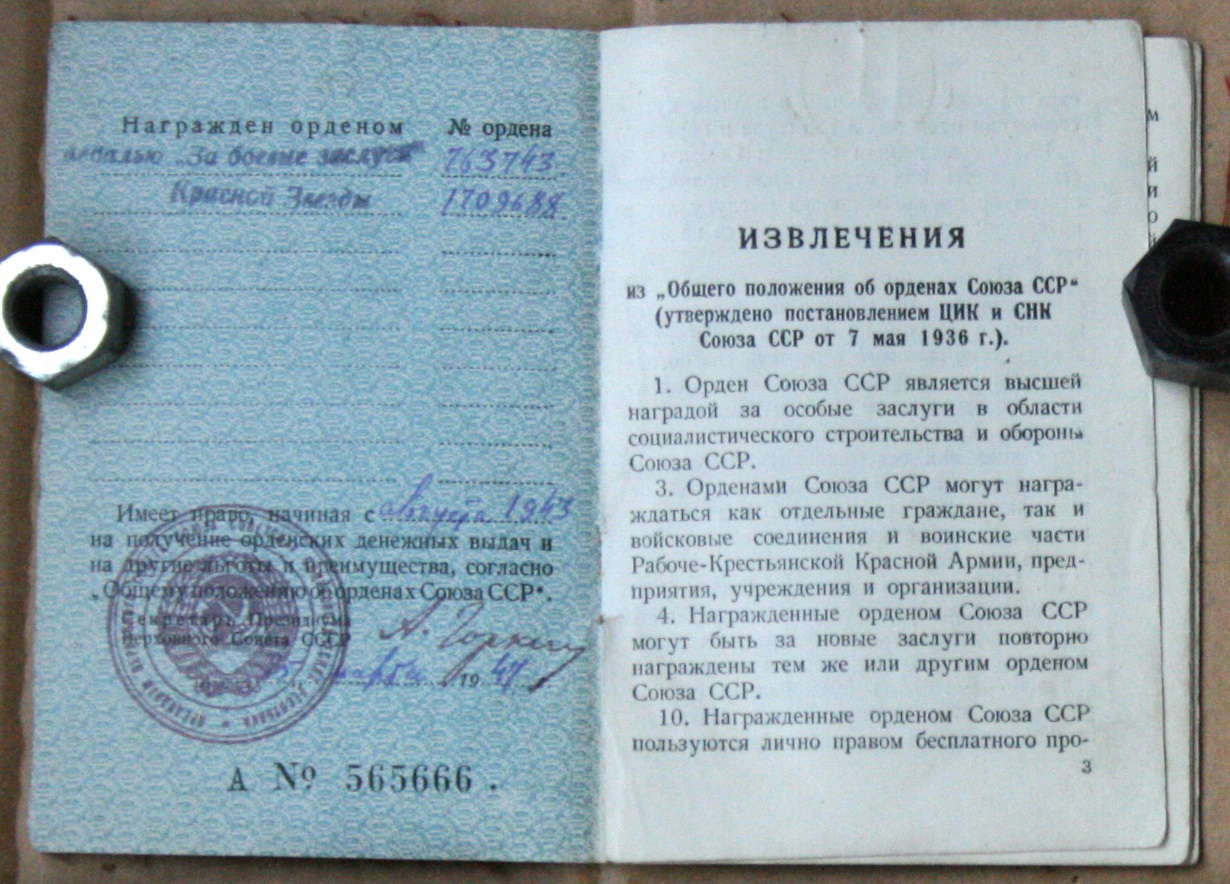 Награжден орденом № ордена
медалью „За боевые заслуги" 763743.
Красной Звезды 1709688.
Имеет право, начиная с августа 1943
на получение орденских денежных выдач и
на другие льготы и преимущества, согласно
„Общему положению об орденах Союза ССР".
Секретарь Президиума
Верховного Совета СССР А. Горкин
марта 1947
А № 565666.
ИЗВЛЕЧЕНИЯ
из „Общего положения об орденах Союза ССР"
(утверждено постановлением ЦИК и СНК
Союза ССР от 7 мая 1936 г.).
1. Орден Союза ССР является высшей
наградой за особые заслуги в области
социалистического строительства и обороны
Союза ССР.
3. Орденами Союза ССР могут награ-
ждаться как отдельные граждане, так и
войсковые соединения и воинские части
Рабоче-Крестьянской Красной Армии, пред-
приятия, учреждения и организации.
4. Награжденные орденом Союза ССР
могут быть за новые заслуги повторно
награждены тем же или другим орденом
Союза ССР.
10. Награжденные орденом Союза ССР
пользуются лично правом бесплатного про-
3